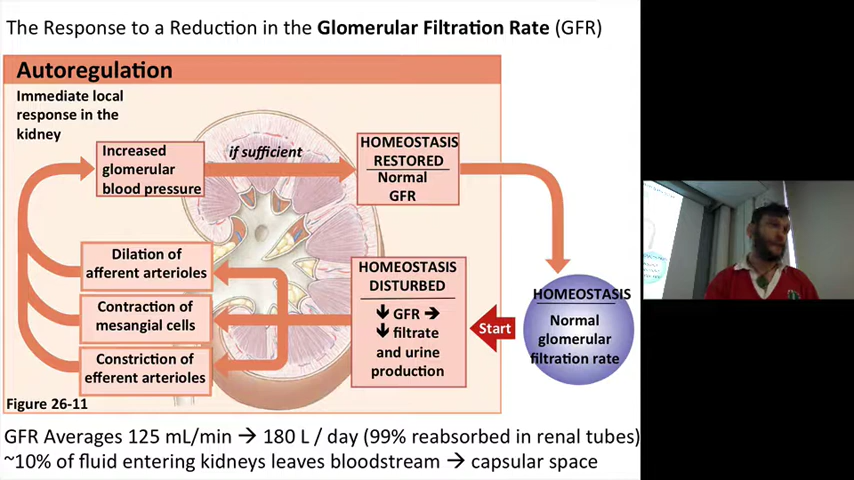 The Response to a Reduction in the Glomerular Filtration Rate (GFR)
Autoregulation
Immediate local
response in the
kidney
Increased
glomerular
blood pressure
if sufficient
HOMEOSTASIS
RESTORED
Normal
GFR
Dilation of
afferent arterioles
Contraction of
mesangial cells
Constriction of
efferent arterioles
HOMEOSTASIS
DISTURBED
↓ GFR →
↓ filtrate
and urine
production
Start
HOMEOSTASIS
Normal
glomerular
filtration rate
Figure 26-11
GFR Averages 125 mL/min → 180 L / day (99% reabsorbed in renal tubes)
~10% of fluid entering kidneys leaves bloodstream → capsular space